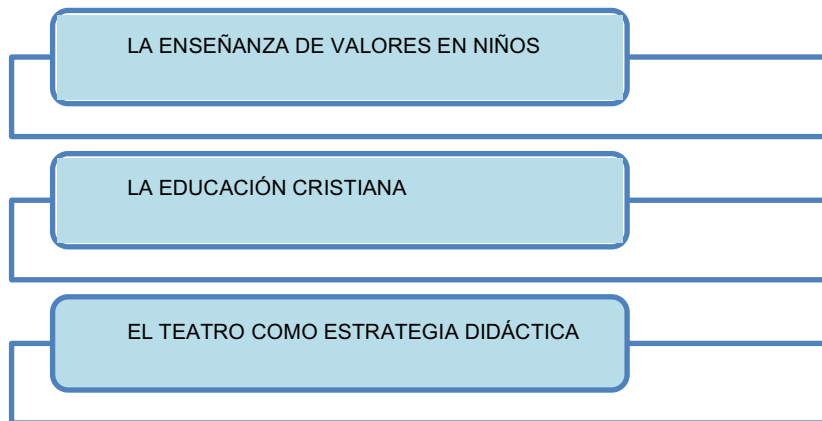 LA ENSEÑANZA DE VALORES EN NIÑOS
LA EDUCACIÓN CRISTIANA
EL TEATRO COMO ESTRATEGIA DIDÁCTICA